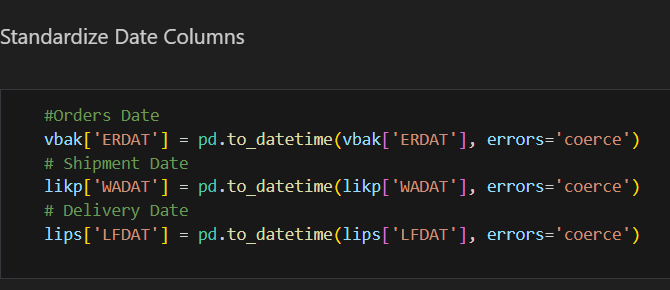 Standardize Date Columns
#Orders Date
vbak['ERDAT'] = pd.to_datetime(vbak['ERDAT'], errors='coerce')
# Shipment Date
likp['WADAT'] = pd.to_datetime(likp['WADAT'], errors='coerce')
# Delivery Date
lips['LFDAT'] = pd.to_datetime(lips['LFDAT'], errors='coerce')